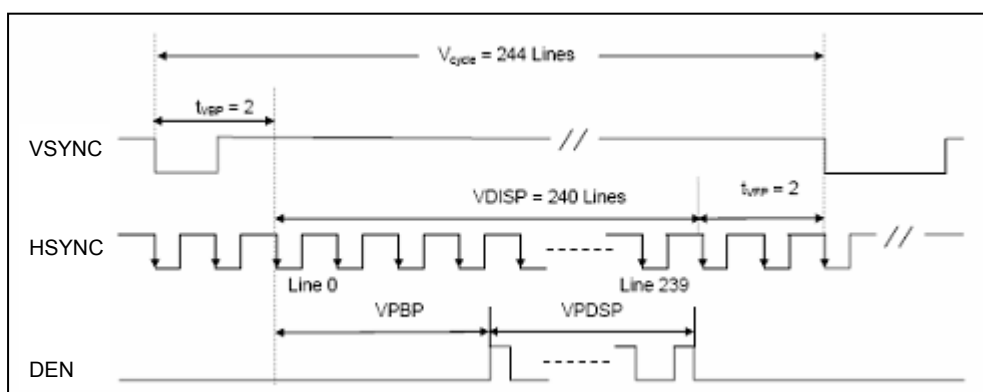 Vcycle = 244 Lines
tVBP = 2
VSYNC
//
VDISP = 240 Lines
tVFP = 2
HSYNC
//
Line 0
Line 239
VPBP
VPDSP
DEN